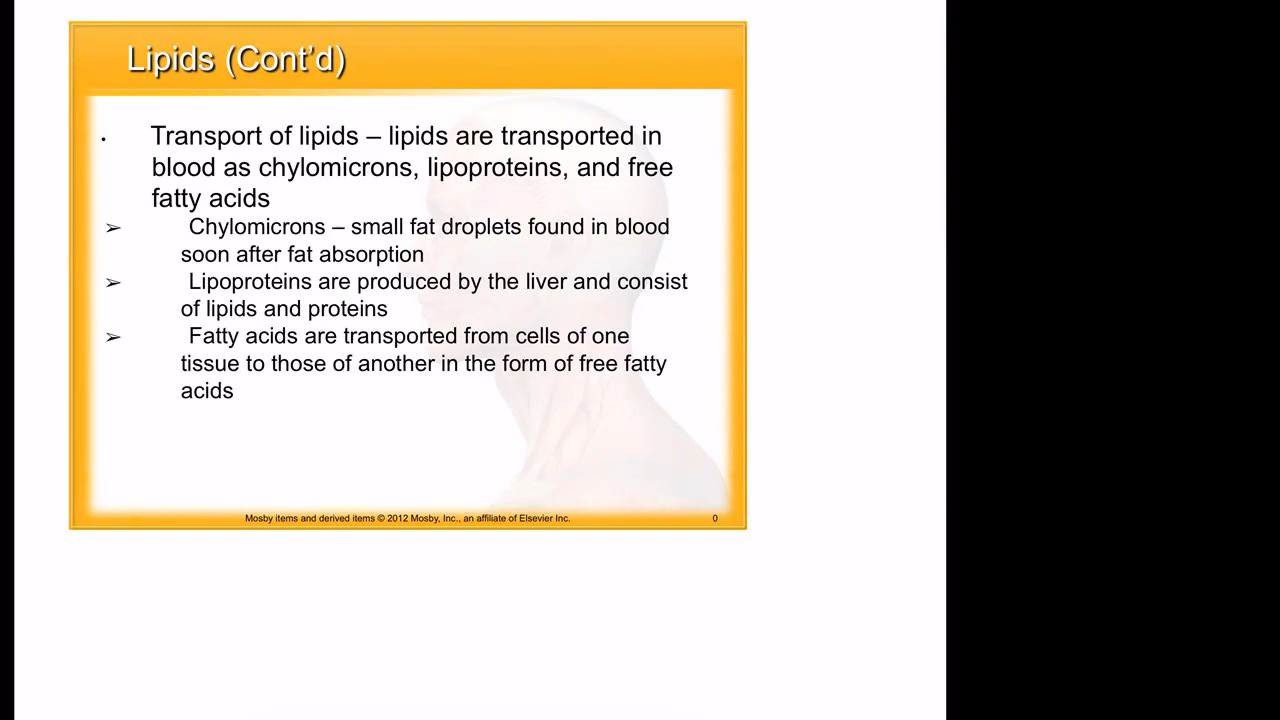 Lipids (Cont’d)
• Transport of lipids – lipids are transported in
blood as chylomicrons, lipoproteins, and free
fatty acids
➢ Chylomicrons – small fat droplets found in blood
soon after fat absorption
➢ Lipoproteins are produced by the liver and consist
of lipids and proteins
➢ Fatty acids are transported from cells of one
tissue to those of another in the form of free fatty
acids
Mosby items and derived items © 2012 Mosby, Inc., an affiliate of Elsevier Inc. 0